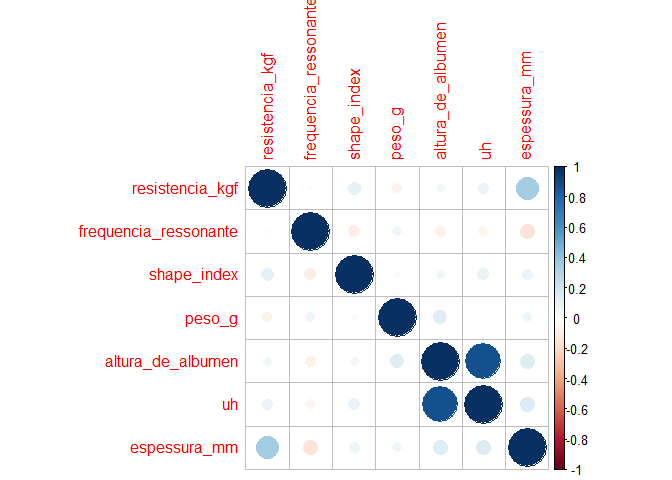 resistencia_kgf
frequencia_ressonante
shape_index
peso_g
altura_de_albumen
uh
espessura_mm
resistencia_kgf
frequencia_ressonante
shape_index
peso_g
altura_de_albumen
uh
espessura_mm
1
0.8
0.6
0.4
0.2
0
-0.2
-0.4
-0.6
-0.8
-1